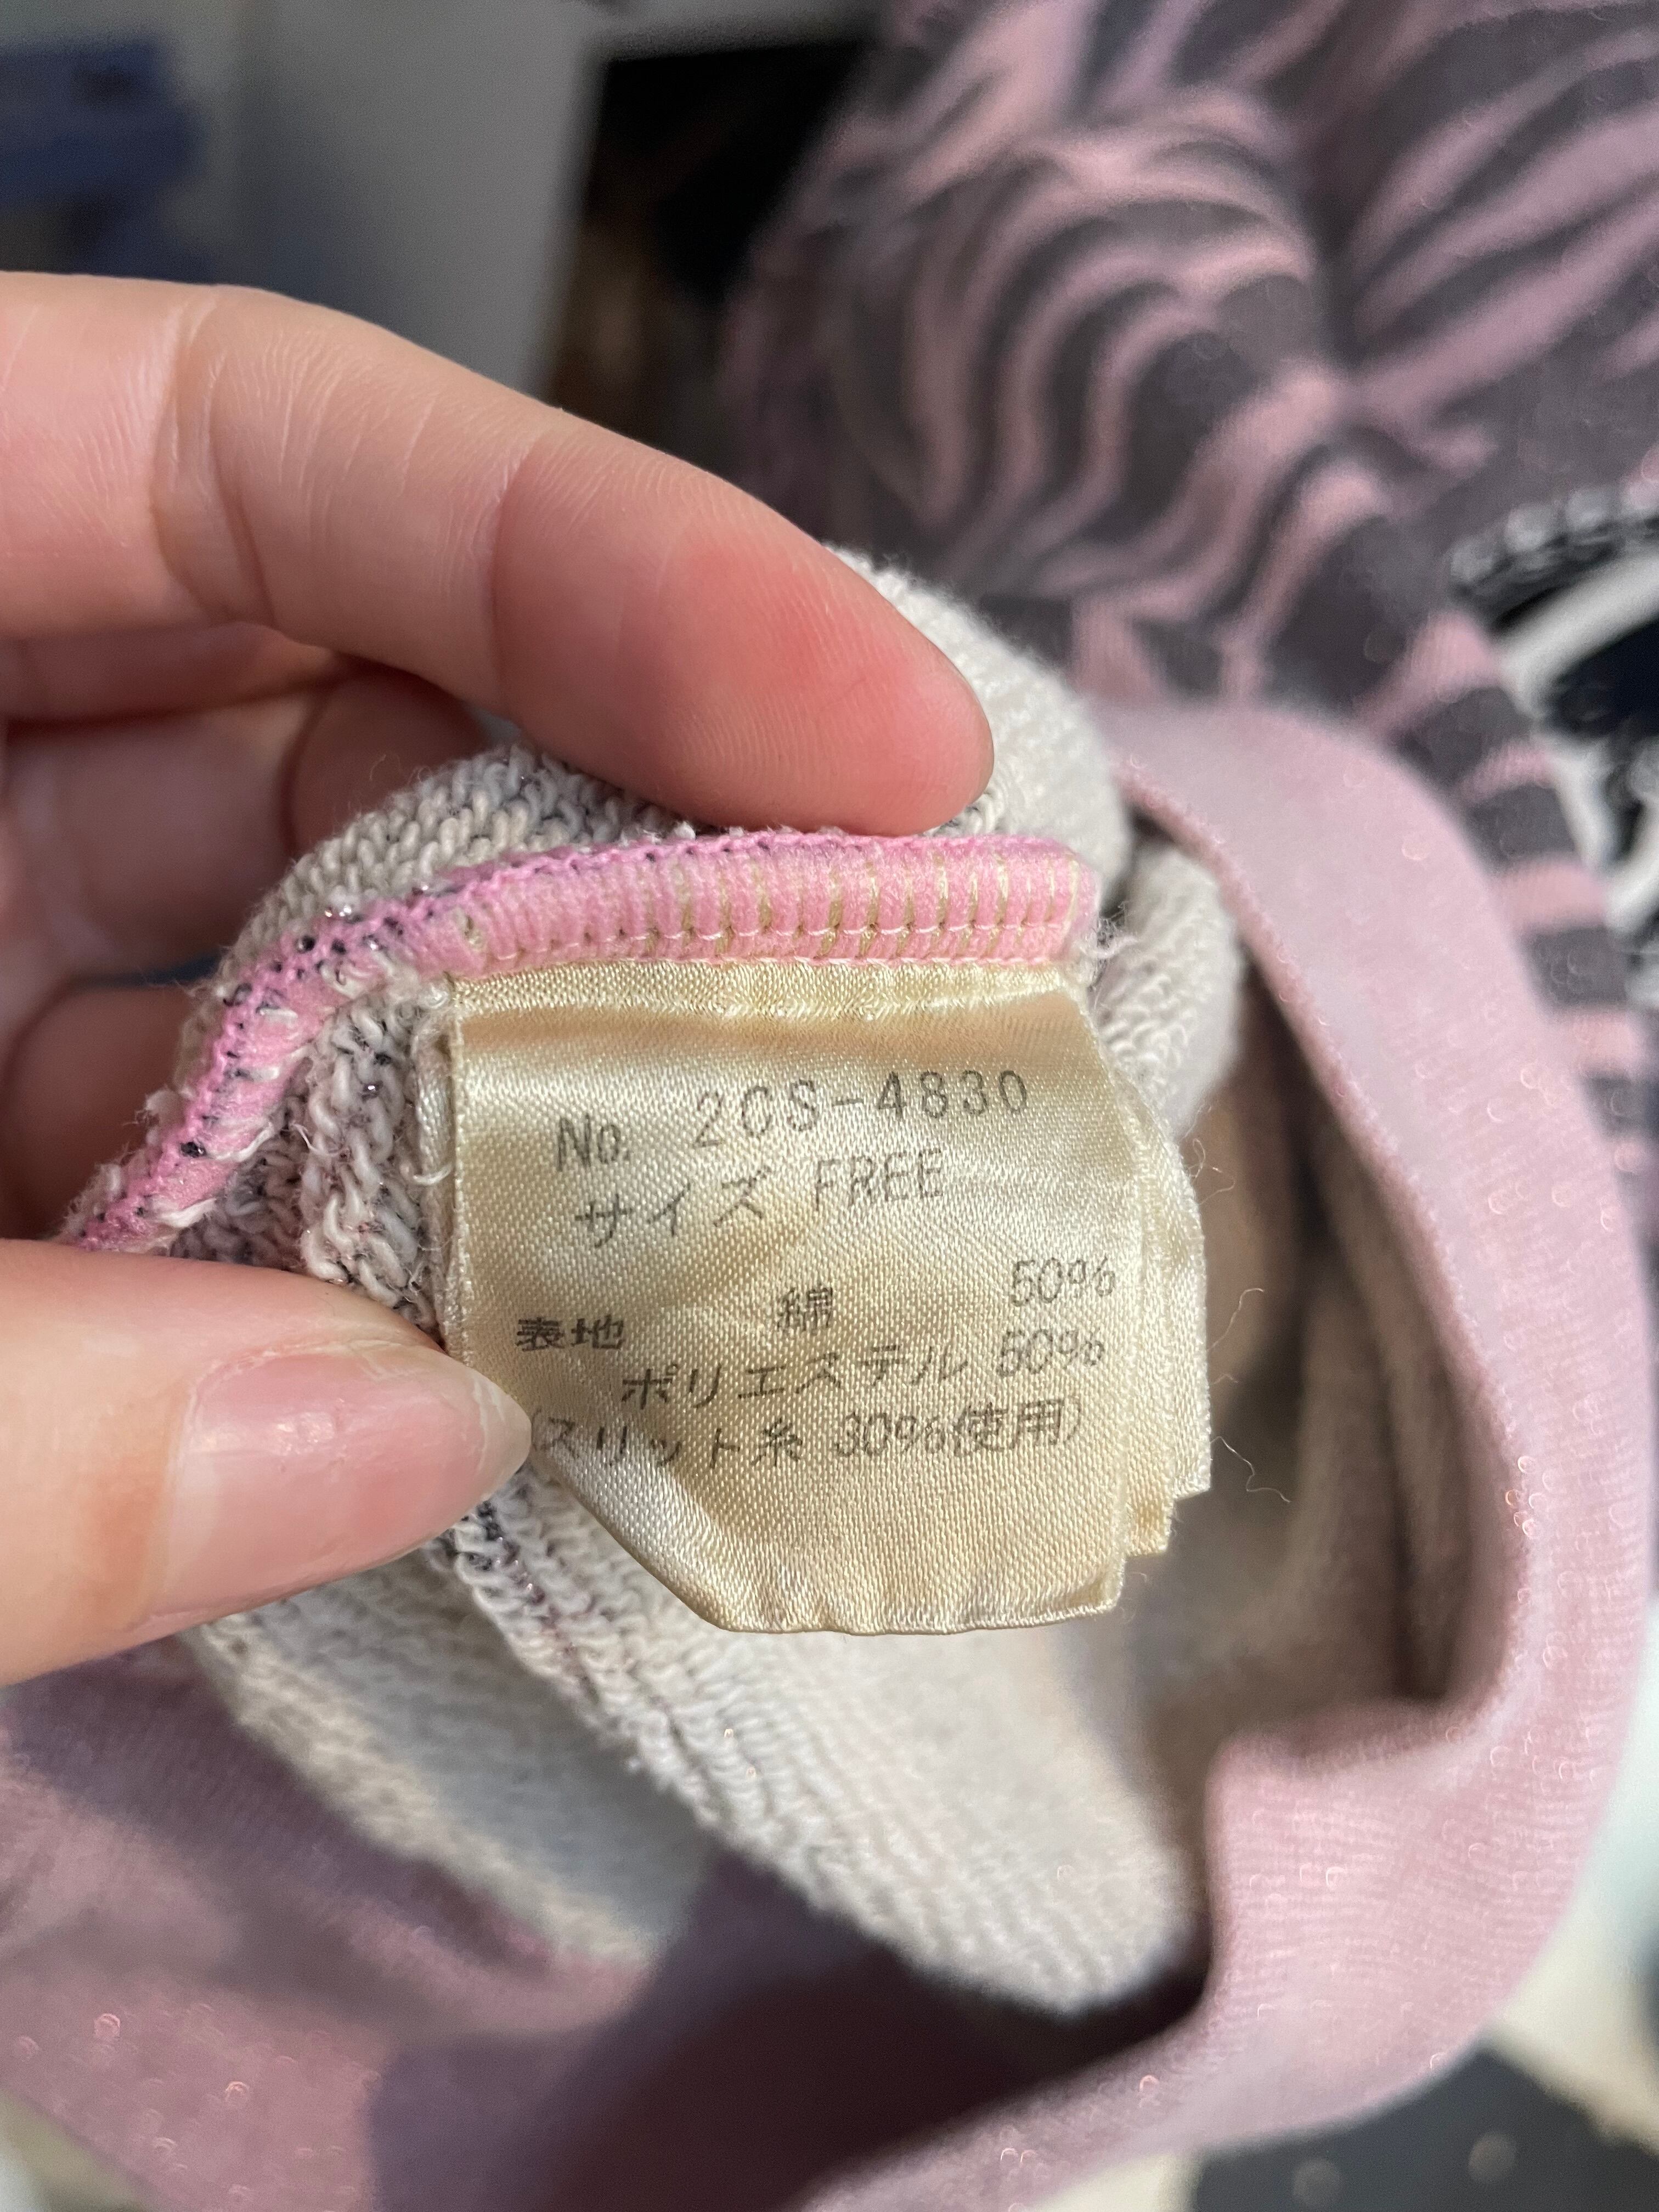 No. 2CS-4830
サイズ FREE
綿 50%
表地
ポリエステル 50%
(スリット糸 30%使用)